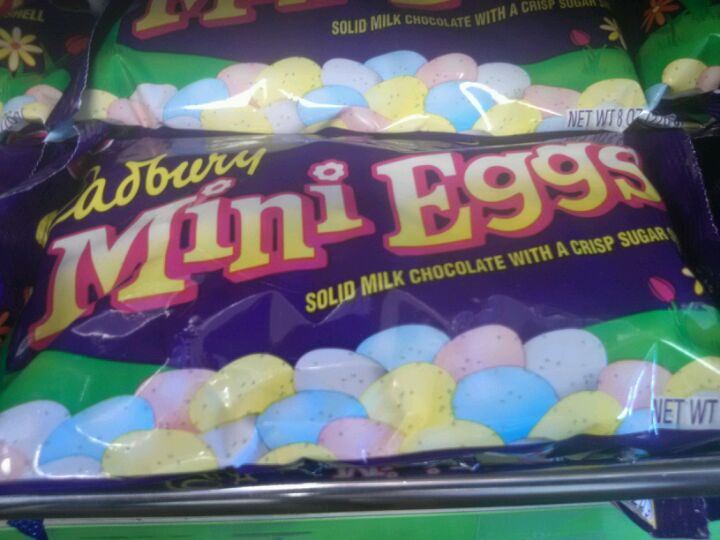 SHELL
SOLID MILK CHOCOLATE WITH A CRISP SUGAR
NET WT 8 OZ
Cadbury
Mini Eggs
SOLID MILK CHOCOLATE WITH A CRISP SUGAR
NET WT